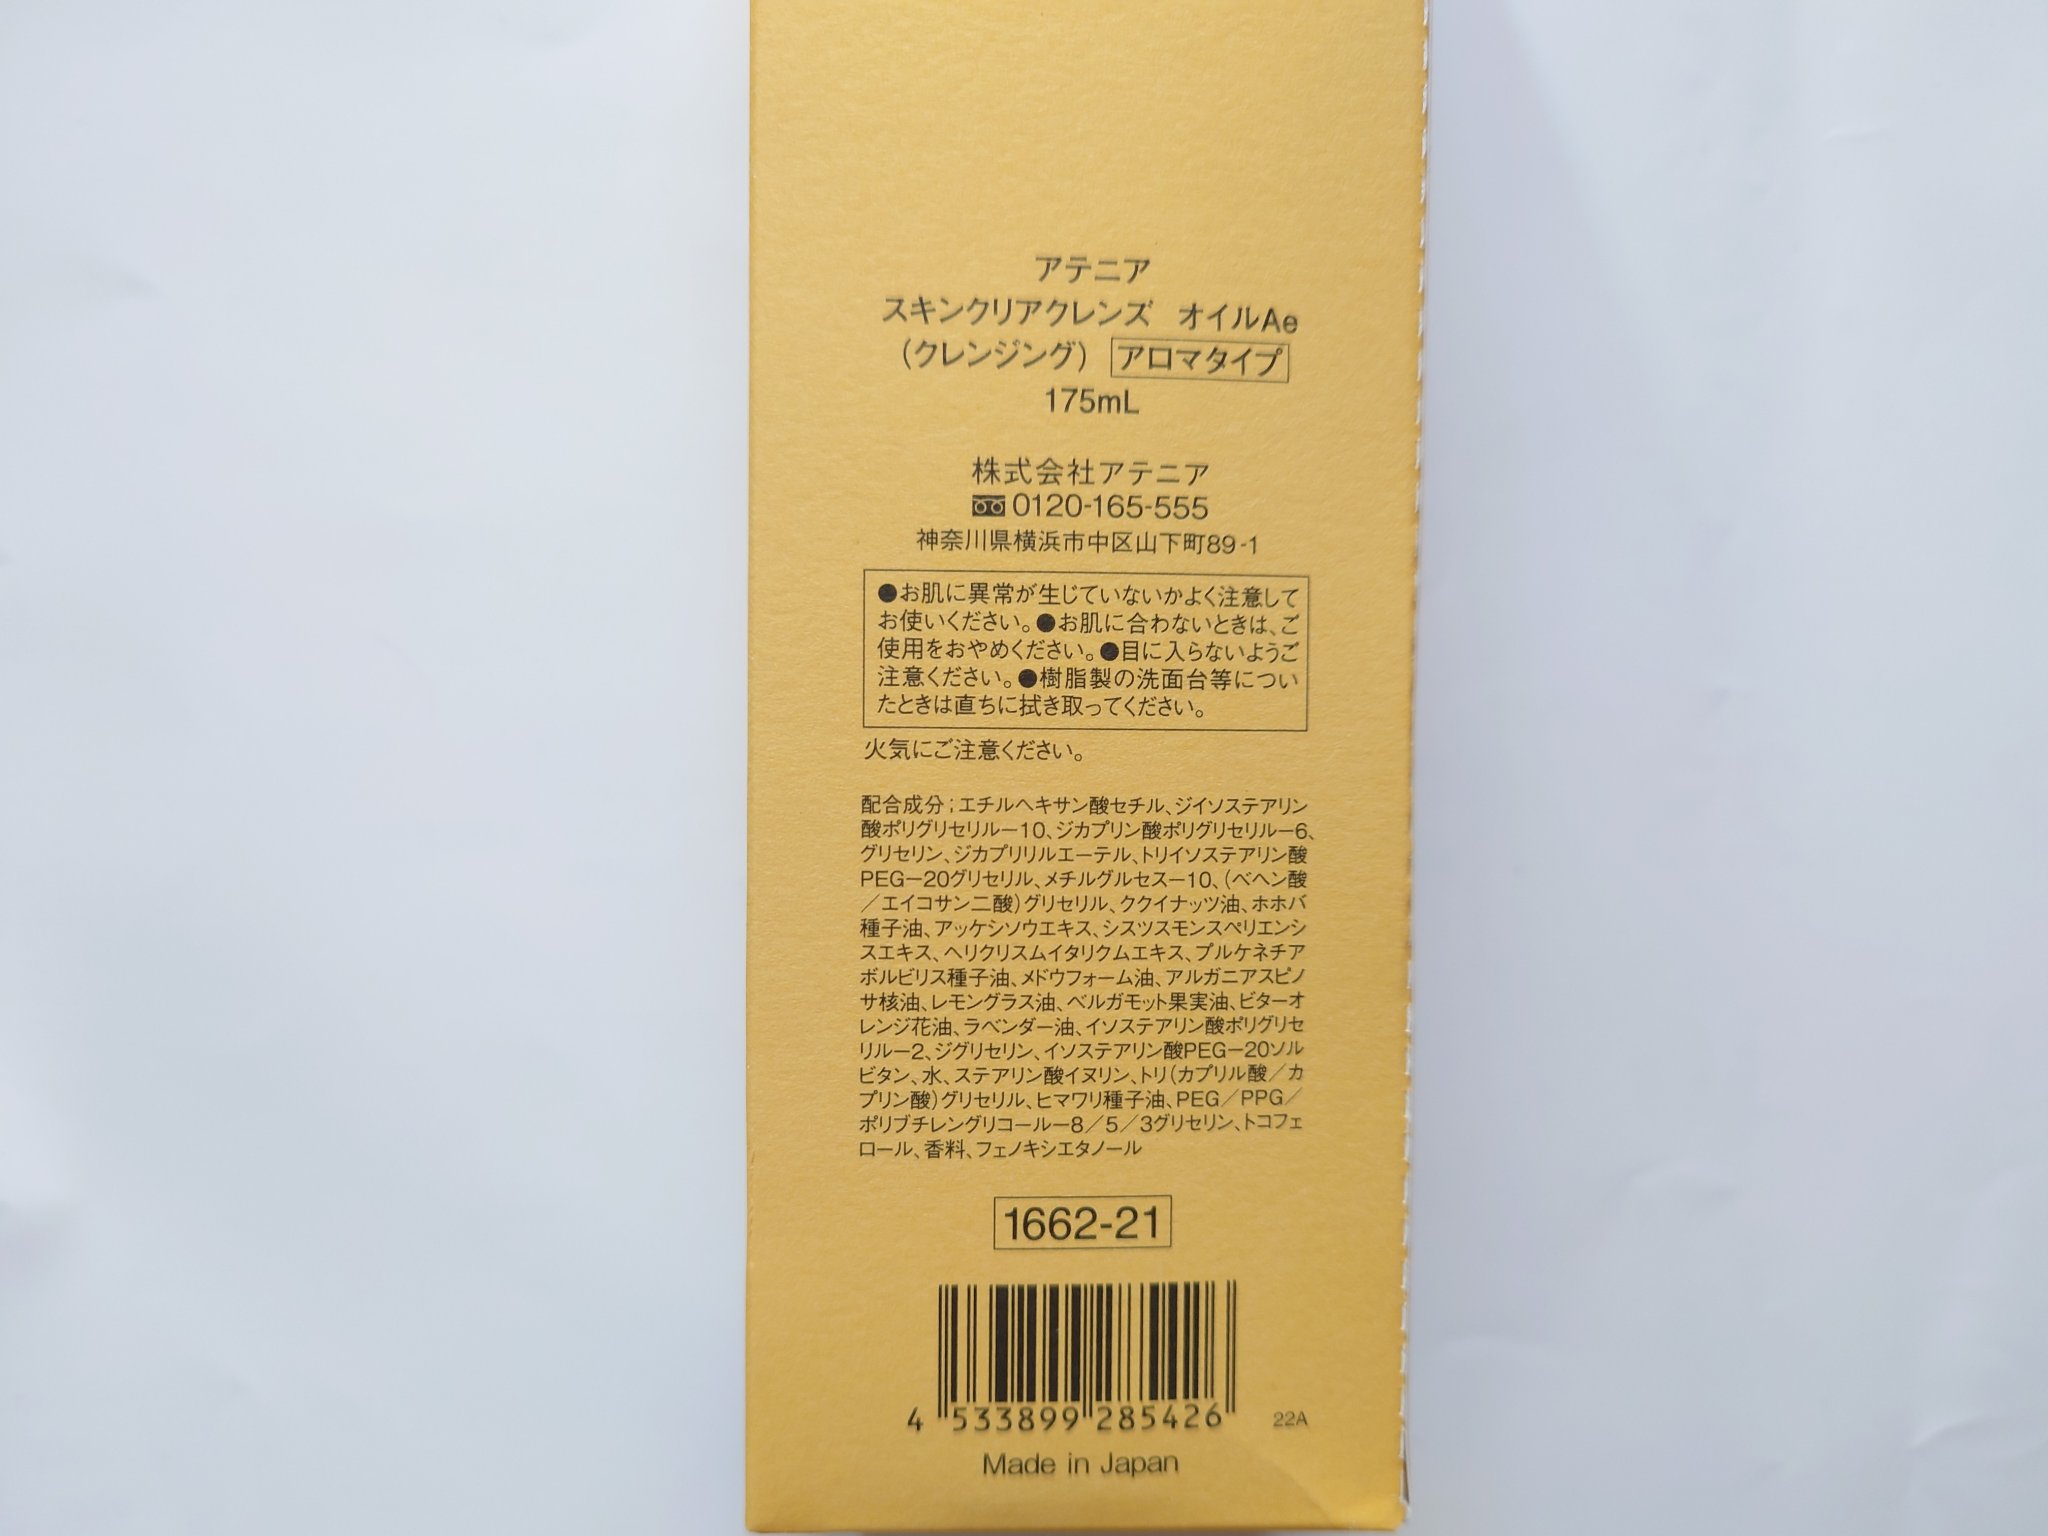 アテニア
スキンクリアクレンズ オイルAe
(クレンジング) アロマタイプ
175mL
株式会社アテニア
0120-165-555
神奈川県横浜市中区山下町89-1
●お肌に異常が生じていないかよく注意して
お使いください。●お肌に合わないときは、ご
使用をおやめください。●目に入らないようご
注意ください。●樹脂製の洗面台等につい
たときは直ちに拭き取ってください。
火気にご注意ください。
配合成分;エチルヘキサン酸セチル、ジイソステアリン
酸ポリグリセリルー10、ジカプリン酸ポリグリセリルー6、
グリセリン、ジカプリリルエーテル、トリイソステアリン酸
PEGー20グリセリル、メチルグルセスー10、(ベヘン酸
/エイコサン二酸)グリセリル、ククイナッツ油、ホホバ
種子油、アッケシソウエキス、シスツスモンスペリエンシ
スエキス、ヘリクリスムイタリクムエキス、プルケネチア
ボルビリス種子油、メドウフォーム油、アルガニアスピノ
サ核油、レモングラス油、ベルガモット果実油、ビターオ
レンジ花油、ラベンダー油、イソステアリン酸ポリグリセ
リルー2、ジグリセリン、イソステアリン酸PEGー20ソル
ビタン、水、ステアリン酸イヌリン、トリ(カプリル酸/カ
プリン酸)グリセリル、ヒマワリ種子油、PEG/PPG/
ポリブチレングリコールー8/5/3グリセリン、トコフェ
ロール、香料、フェノキシエタノール
1662-21
4 533899 285426
22A
Made in Japan